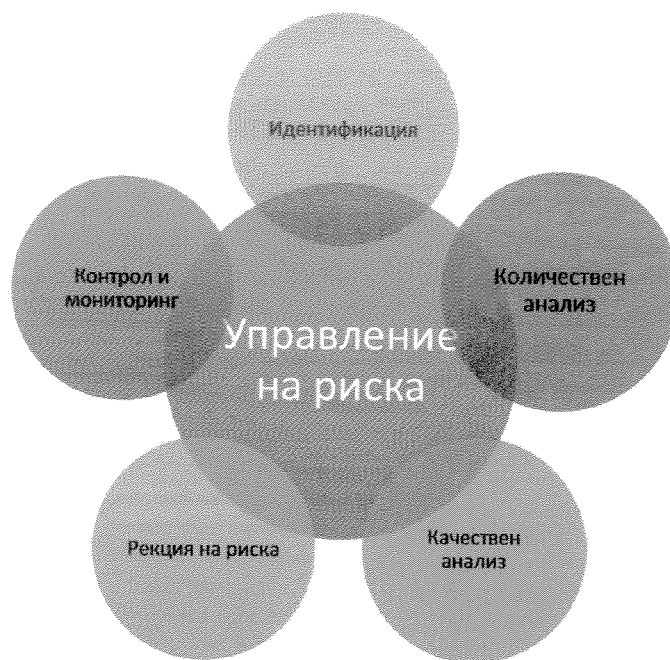 Идентификация
Количествен
анализ
Контрол и
мониторинг
Управление
на риска
Рекция на риска
Качествен
анализ